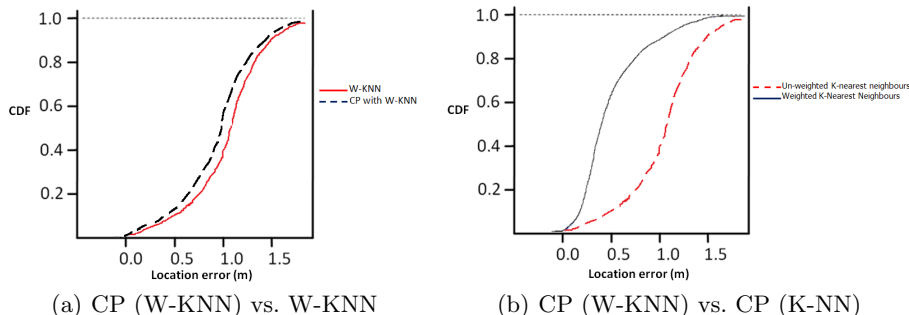 1.0
0.8
0.6
0.4
0.2
CDF
0.0 0.5 1.0 1.5
Location error (m)
W-KNN
CP with W-KNN
(a) CP (W-KNN) vs. W-KNN
1.0
0.8
0.6
0.4
0.2
CDF
0.0 0.5 1.0 1.5
Location error (m)
Un-weighted K-nearest neighbours
Weighted K-Nearest Neighbours
(b) CP (W-KNN) vs. CP (K-NN)